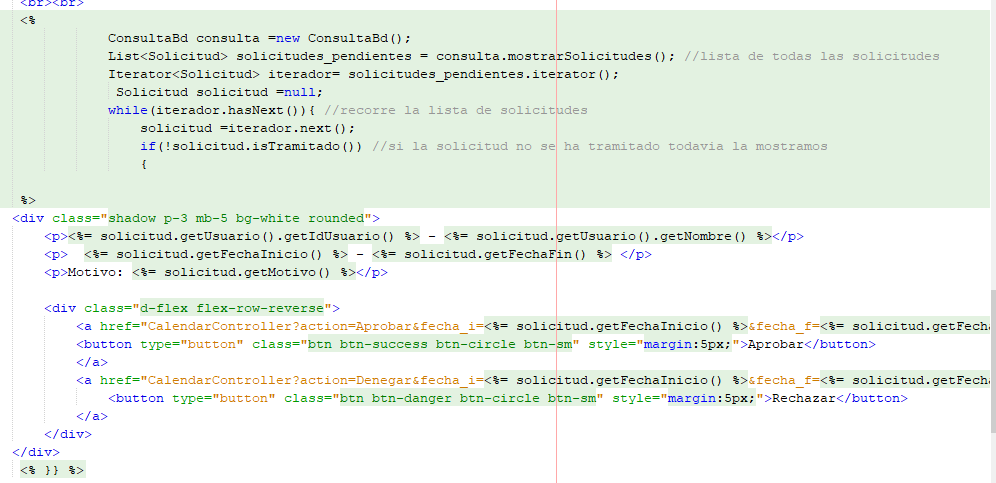 <br><br>
<%
ConsultaBd consulta =new ConsultaBd();
List<Solicitud> solicitudes_pendientes = consulta.mostrarSolicitudes(); //lista de todas las solicitudes
Iterator<Solicitud> iterador= solicitudes_pendientes.iterator();
Solicitud solicitud =null;
while(iterador.hasNext()){ //recorre la lista de solicitudes
solicitud =iterador.next();
if(!solicitud.isTramitado()) //si la solicitud no se ha tramitado todavia la mostramos
{
%>
<div class="shadow p-3 mb-5 bg-white rounded">
<p><%= solicitud.getUsuario().getIdUsuario() %> - <%= solicitud.getUsuario().getNombre() %></p>
<p> <%= solicitud.getFechaInicio() %> - <%= solicitud.getFechaFin() %> </p>
<p>Motivo: <%= solicitud.getMotivo() %></p>
<div class="d-flex flex-row-reverse">
<a href="CalendarController?action=Aprobar&fecha_i=<%= solicitud.getFechaInicio() %>&fecha_f=<%= solicitud.getFecha
<button type="button" class="btn btn-success btn-circle btn-sm" style="margin:5px;">Aprobar</button>
</a>
<a href="CalendarController?action=Denegar&fecha_i=<%= solicitud.getFechaInicio() %>&fecha_f=<%= solicitud.getFecha
<button type="button" class="btn btn-danger btn-circle btn-sm" style="margin:5px;">Rechazar</button>
</a>
</div>
</div>
<% }} %>